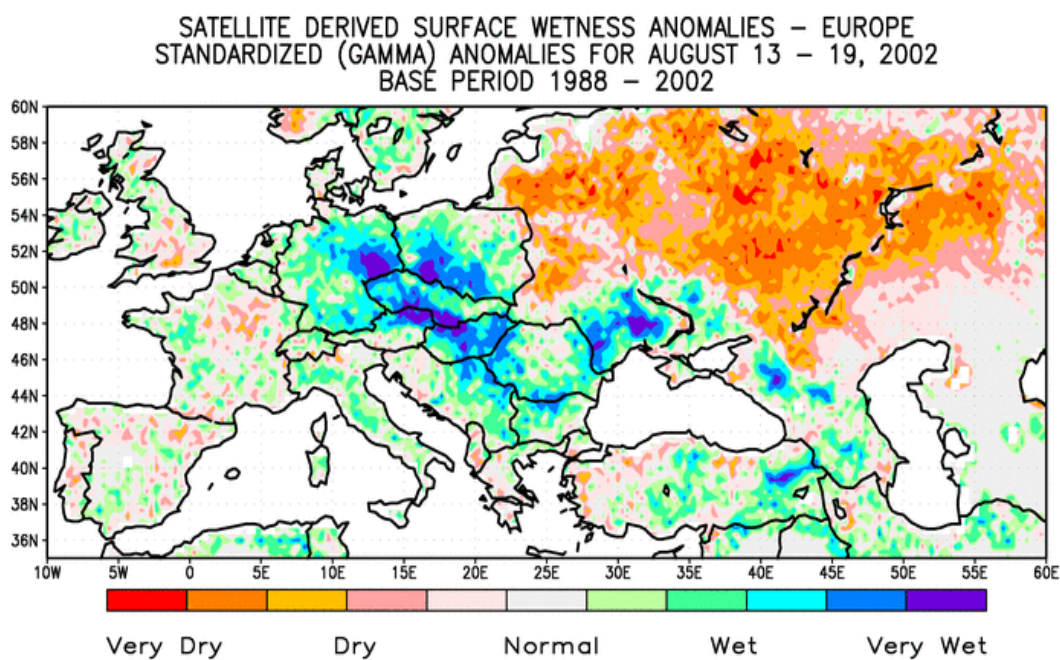 SATELLITE DERIVED SURFACE WETNESS ANOMALIES – EUROPE
STANDARDIZED (GAMMA) ANOMALIES FOR AUGUST 13 – 19, 2002
BASE PERIOD 1988 – 2002
60N
58N
56N
54N
52N
50N
48N
46N
44N
42N
40N
38N
36N
10W 5W 0 5E 10E 15E 20E 25E 30E 35E 40E 45E 50E 55E 60E
Very Dry Dry Normal Wet Very Wet